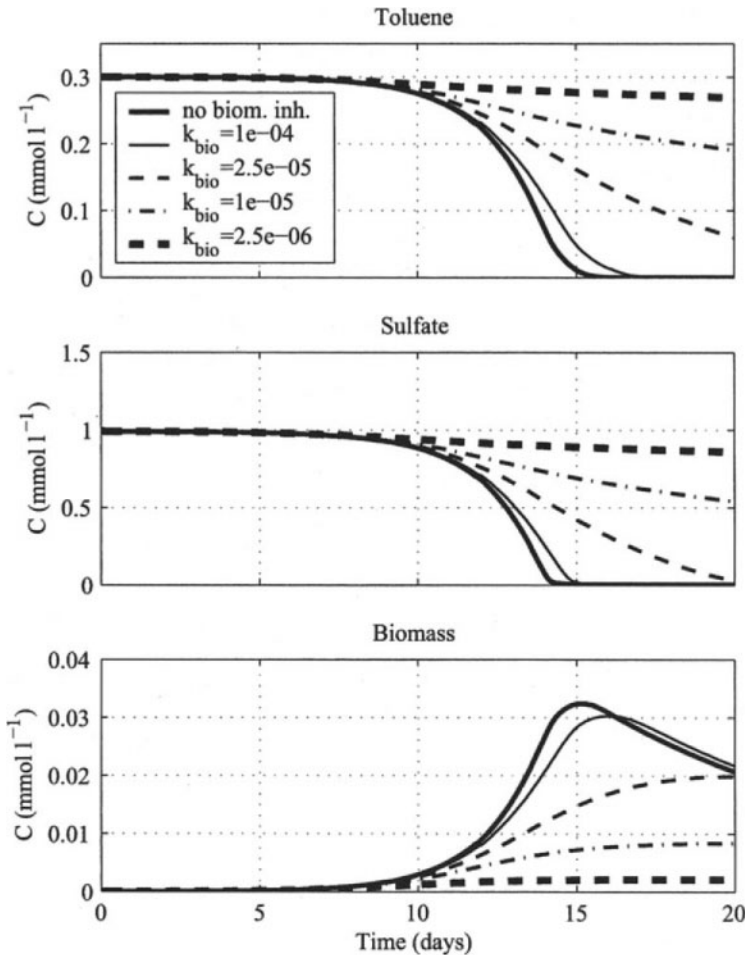 Toluene
0.3
0.2
0.1
0
C (mmol l⁻¹)
no biom. inh.
k_bio=1e−04
k_bio=2.5e−05
k_bio=1e−05
k_bio=2.5e−06
Sulfate
1.5
1
0.5
0
C (mmol l⁻¹)
Biomass
0.04
0.03
0.02
0.01
0
C (mmol l⁻¹)
0 5 10 15 20
Time (days)